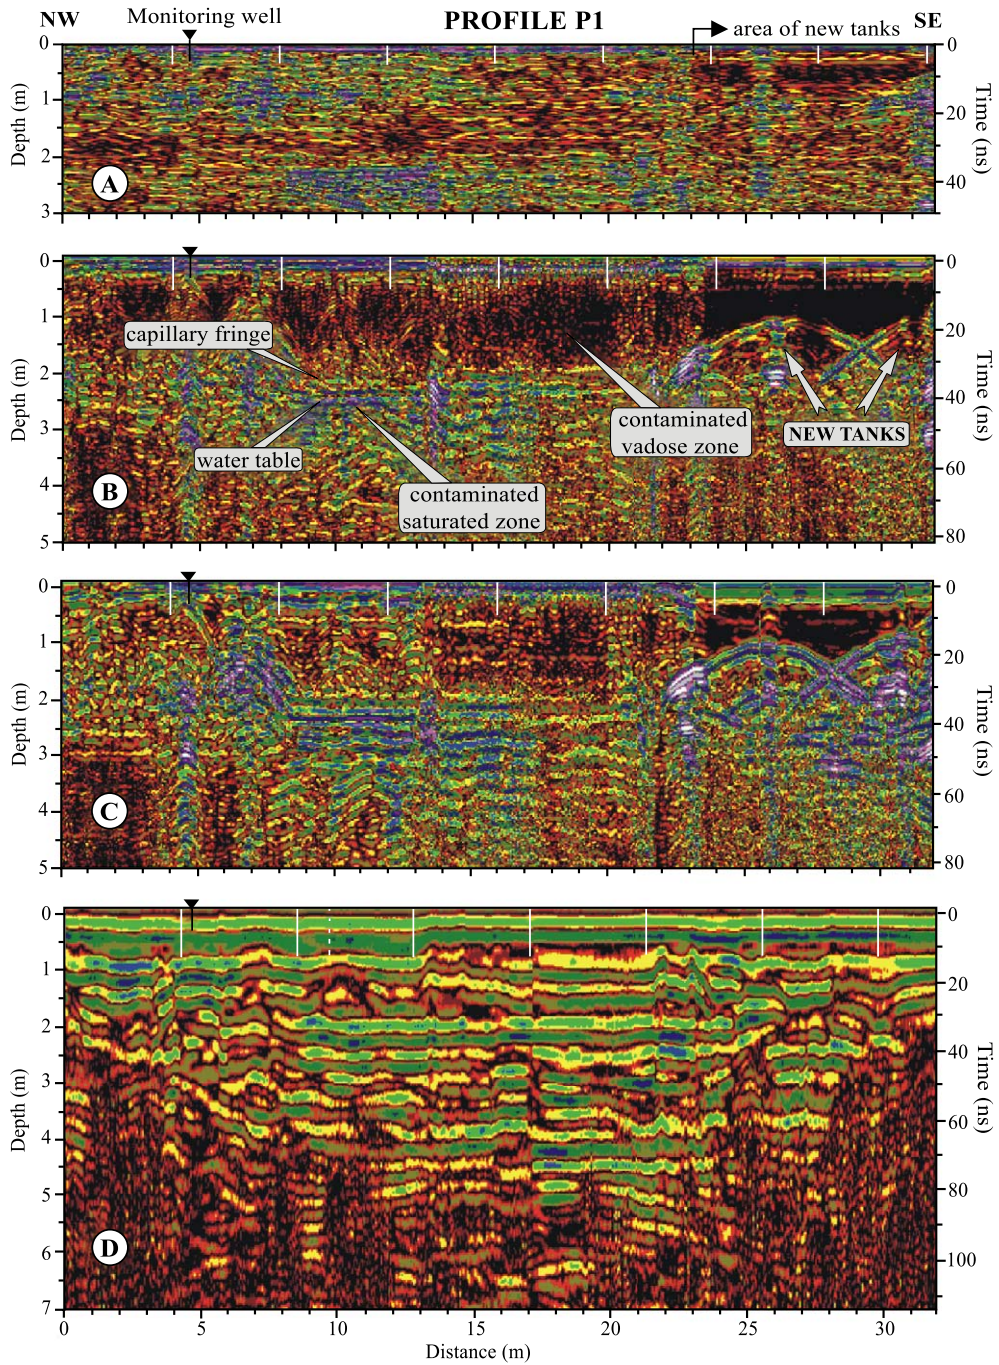 NW Monitoring well PROFILE P1 area of new tanks SE
0
1
2
3
Depth (m)
A
0
20
40
Time (ns)
0
1
2
3
4
5
Depth (m)
capillary fringe
water table
contaminated
saturated zone
contaminated
vadose zone
NEW TANKS
B
0
20
40
60
80
Time (ns)
0
1
2
3
4
5
Depth (m)
C
0
20
40
60
80
Time (ns)
0
1
2
3
4
5
6
7
Depth (m)
D
0
20
40
60
80
100
Time (ns)
0 5 10 15 20 25 30
Distance (m)